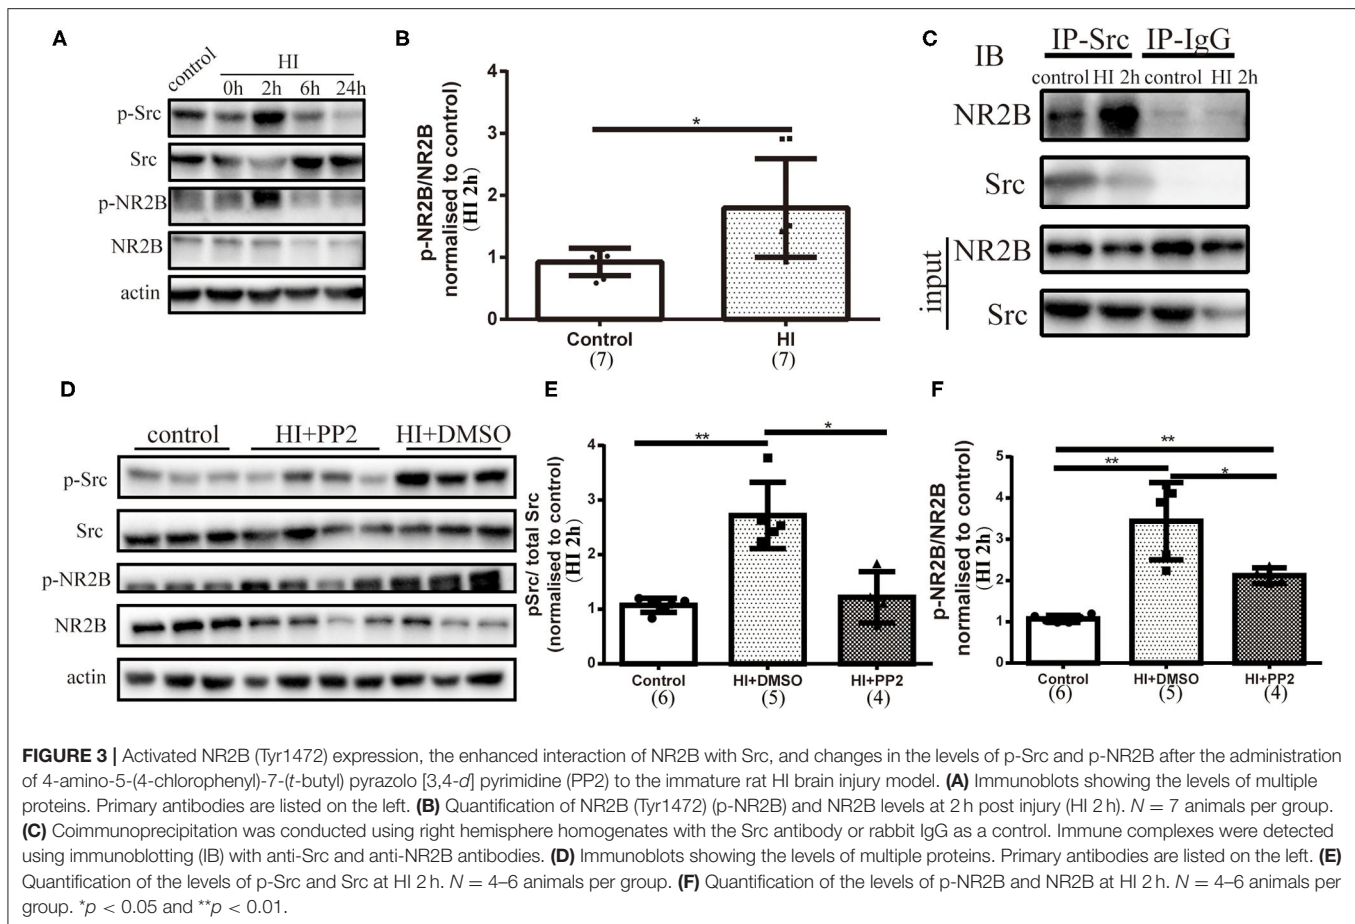 A
control
HI
0h 2h 6h 24h
p-Src
Src
p-NR2B
NR2B
actin
B
p-NR2B/NR2B
normalised to control)
(HI 2h)
4
3
2
1
0
*
Control
HI
(7)
(7)
C
IB
IP-Src IP-IgG
control HI 2h control HI 2h
NR2B
Src
input
NR2B
Src
D
control HI+PP2 HI+DMSO
p-Src
Src
p-NR2B
NR2B
actin
E
pSrc/ total Src
(normalised to control)
(HI 2h)
4
3
2
1
0
**
*
Control HI+DMSO HI+PP2
(6) (5) (4)
F
p-NR2B/NR2B
normalised to control)
(HI 2h)
5
4
3
2
1
0
**
**
*
Control HI+DMSO HI+PP2
(6) (5) (4)
FIGURE 3 | Activated NR2B (Tyr1472) expression, the enhanced interaction of NR2B with Src, and changes in the levels of p-Src and p-NR2B after the administration
of 4-amino-5-(4-chlorophenyl)-7-(t-butyl) pyrazolo [3,4-d] pyrimidine (PP2) to the immature rat HI brain injury model. (A) Immunoblots showing the levels of multiple
proteins. Primary antibodies are listed on the left. (B) Quantification of NR2B (Tyr1472) (p-NR2B) and NR2B levels at 2 h post injury (HI 2 h). N = 7 animals per group.
(C) Coimmunoprecipitation was conducted using right hemisphere homogenates with the Src antibody or rabbit IgG as a control. Immune complexes were detected
using immunoblotting (IB) with anti-Src and anti-NR2B antibodies. (D) Immunoblots showing the levels of multiple proteins. Primary antibodies are listed on the left. (E)
Quantification of the levels of p-Src and Src at HI 2 h. N = 4–6 animals per group. (F) Quantification of the levels of p-NR2B and NR2B at HI 2 h. N = 4–6 animals per
group. *p < 0.05 and **p < 0.01.